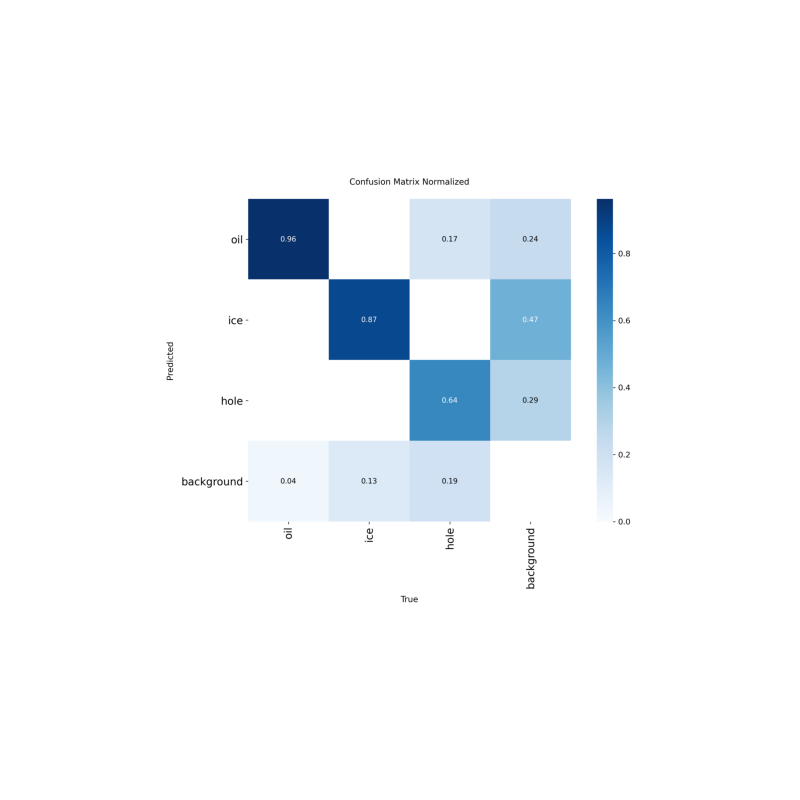 Confusion Matrix Normalized
oil
0.96
0.17
0.24
ice
0.87
0.47
hole
0.64
0.29
background
0.04
0.13
0.19
oil
ice
hole
background
True
Predicted
0.8
0.6
0.4
0.2
0.0